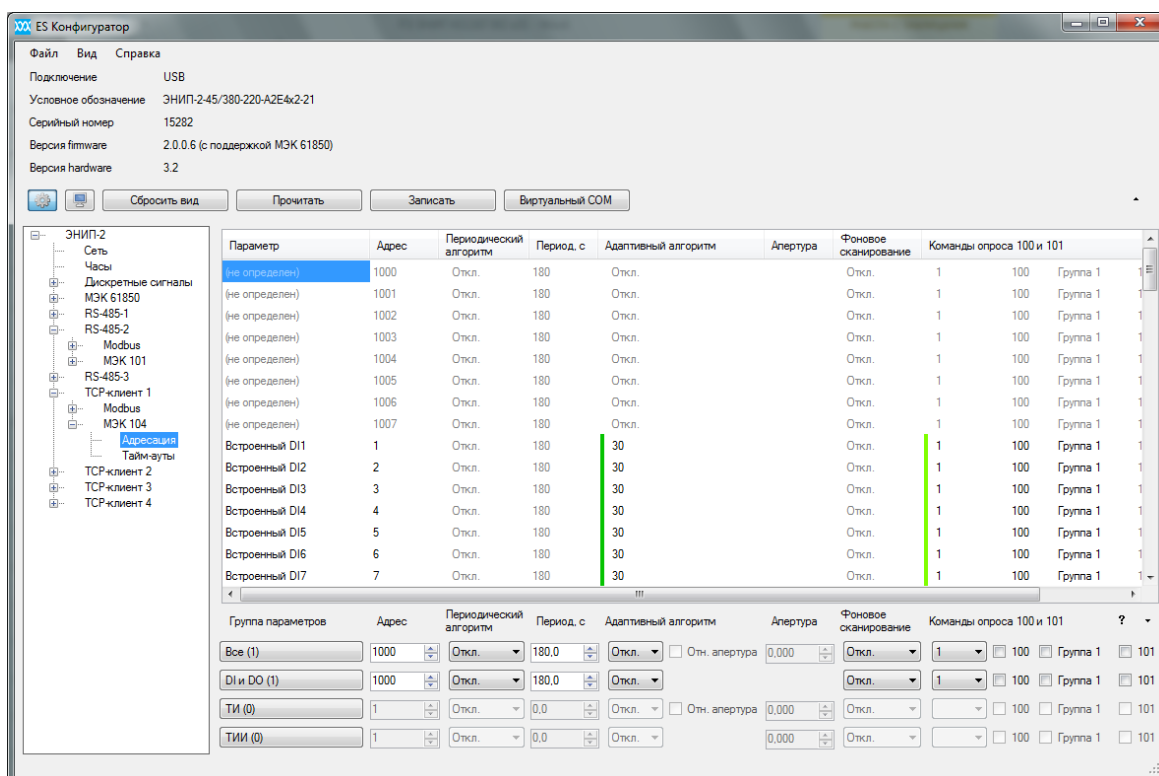 ES Конфигуратор
Файл Вид Справка
Подключение USB
Условное обозначение ЭНИП-2-45/380-220-A2E4x2-21
Серийный номер 15282
Версия firmware 2.0.0.6 (с поддержкой МЭК 61850)
Версия hardware 3.2
Сбросить вид Прочитать Записать Виртуальный COM
ЭНИП-2
Сеть
Часы
Дискретные сигналы
МЭК 61850
RS-485-1
RS-485-2
Modbus
МЭК 101
RS-485-3
TCP-клиент 1
Modbus
МЭК 104
Адресация
Тайм-ауты
TCP-клиент 2
TCP-клиент 3
TCP-клиент 4
Параметр Адрес Периодический алгоритм Период, с Адаптивный алгоритм Апертура Фоновое сканирование Команды опроса 100 и 101
(не определен) 1000 Откл. 180 Откл. Откл. 1 100 Группа 1 1
(не определен) 1001 Откл. 180 Откл. Откл. 1 100 Группа 1 1
(не определен) 1002 Откл. 180 Откл. Откл. 1 100 Группа 1 1
(не определен) 1003 Откл. 180 Откл. Откл. 1 100 Группа 1 1
(не определен) 1004 Откл. 180 Откл. Откл. 1 100 Группа 1 1
(не определен) 1005 Откл. 180 Откл. Откл. 1 100 Группа 1 1
(не определен) 1006 Откл. 180 Откл. Откл. 1 100 Группа 1 1
(не определен) 1007 Откл. 180 Откл. Откл. 1 100 Группа 1 1
Встроенный DI1 1 Откл. 180 30 Откл. 1 100 Группа 1 1
Встроенный DI2 2 Откл. 180 30 Откл. 1 100 Группа 1 1
Встроенный DI3 3 Откл. 180 30 Откл. 1 100 Группа 1 1
Встроенный DI4 4 Откл. 180 30 Откл. 1 100 Группа 1 1
Встроенный DI5 5 Откл. 180 30 Откл. 1 100 Группа 1 1
Встроенный DI6 6 Откл. 180 30 Откл. 1 100 Группа 1 1
Встроенный DI7 7 Откл. 180 30 Откл. 1 100 Группа 1 1
Группа параметров Адрес Периодический алгоритм Период, с Адаптивный алгоритм Апертура Фоновое сканирование Команды опроса 100 и 101 ?
Все (1) 1000 Откл. 180,0 Откл. Отн. апертура 0,000 Откл. 1 100 Группа 1 101
DI и DO (1) 1000 Откл. 180,0 Откл. Откл. 1 100 Группа 1 101
ТИ (0) 1 Откл. 0,0 Откл. Отн. апертура 0,000 Откл. 100 Группа 1 101
ТИИ (0) 1 Откл. 0,0 Откл. 0,000 Откл. 100 Группа 1 101